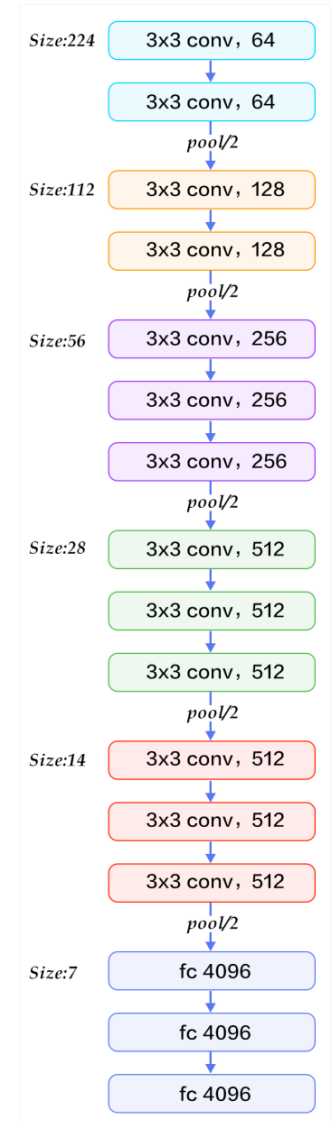 Size:224
3x3 conv, 64
3x3 conv, 64
pool/2
Size:112
3x3 conv, 128
3x3 conv, 128
pool/2
Size:56
3x3 conv, 256
3x3 conv, 256
3x3 conv, 256
pool/2
Size:28
3x3 conv, 512
3x3 conv, 512
3x3 conv, 512
pool/2
Size:14
3x3 conv, 512
3x3 conv, 512
3x3 conv, 512
pool/2
Size:7
fc 4096
fc 4096
fc 4096